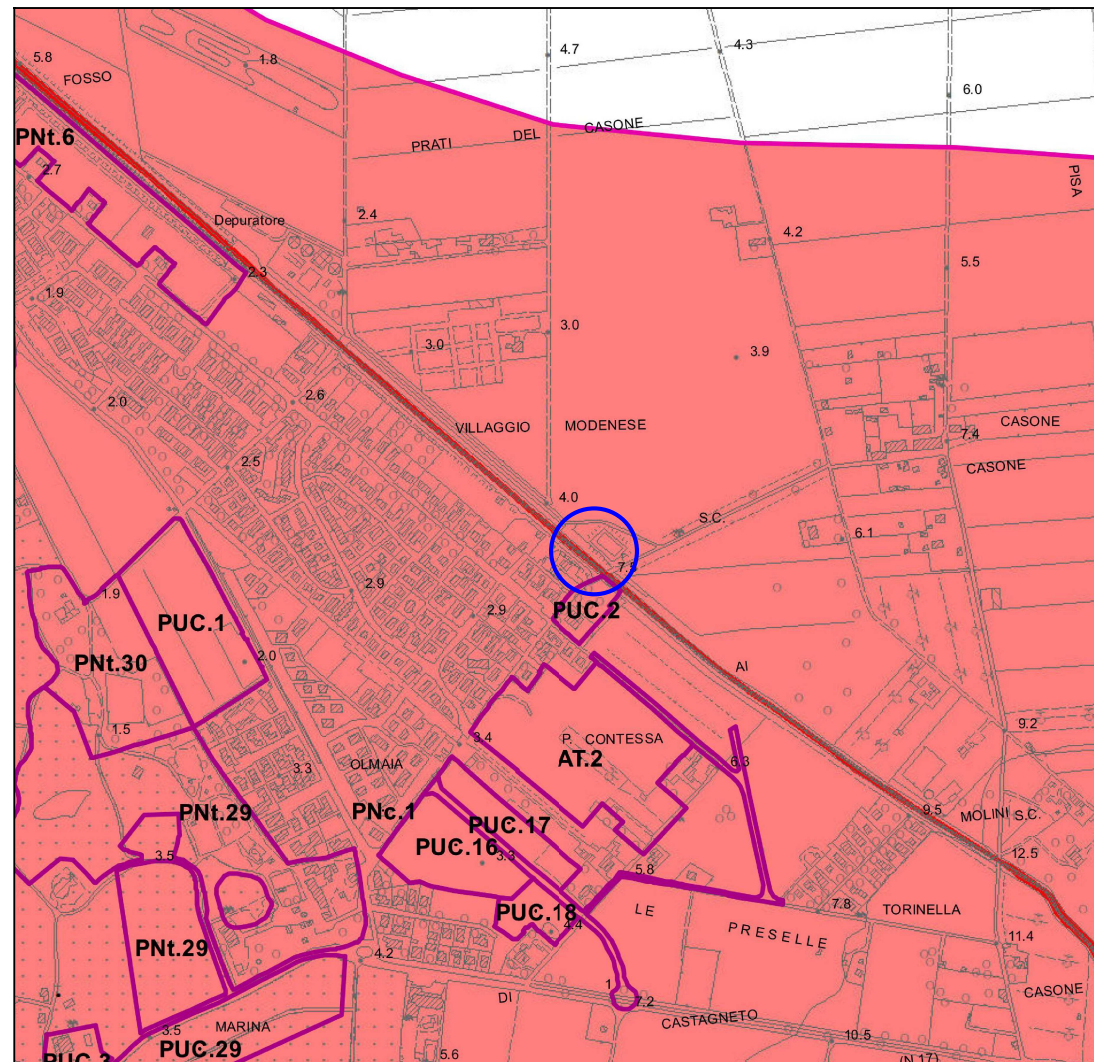 5.8
FOSSO
1.8
4.7
4.3
6.0
PNt.6
2.7
PRATI DEL CASONE
PISA
Depuratore
2.4
4.2
5.5
2.3
1.9
3.0
3.0
3.9
2.0
2.6
VILLAGGIO MODENESE
CASONE
7.4
CASONE
2.5
4.0
S.C.
6.1
7.5
1.9
2.9
2.9
PUC.2
PUC.1
PNt.30
2.0
AI
1.5
3.4
P. CONTESSA
9.2
3.3
OLMAIA
AT.2
6.3
PNt.29
PNc.1
PUC.17
9.5
MOLINI S.C.
PUC.16
3.3
3.5
5.8
12.5
PUC.18
4.4
LE PRESELLE
7.8
TORINELLA
PNt.29
4.2
11.4
DI
1
7.2
CASTAGNETO
CASONE
3.5
MARINA
10.5
PUC.3
PUC.29
5.6
(N.17)